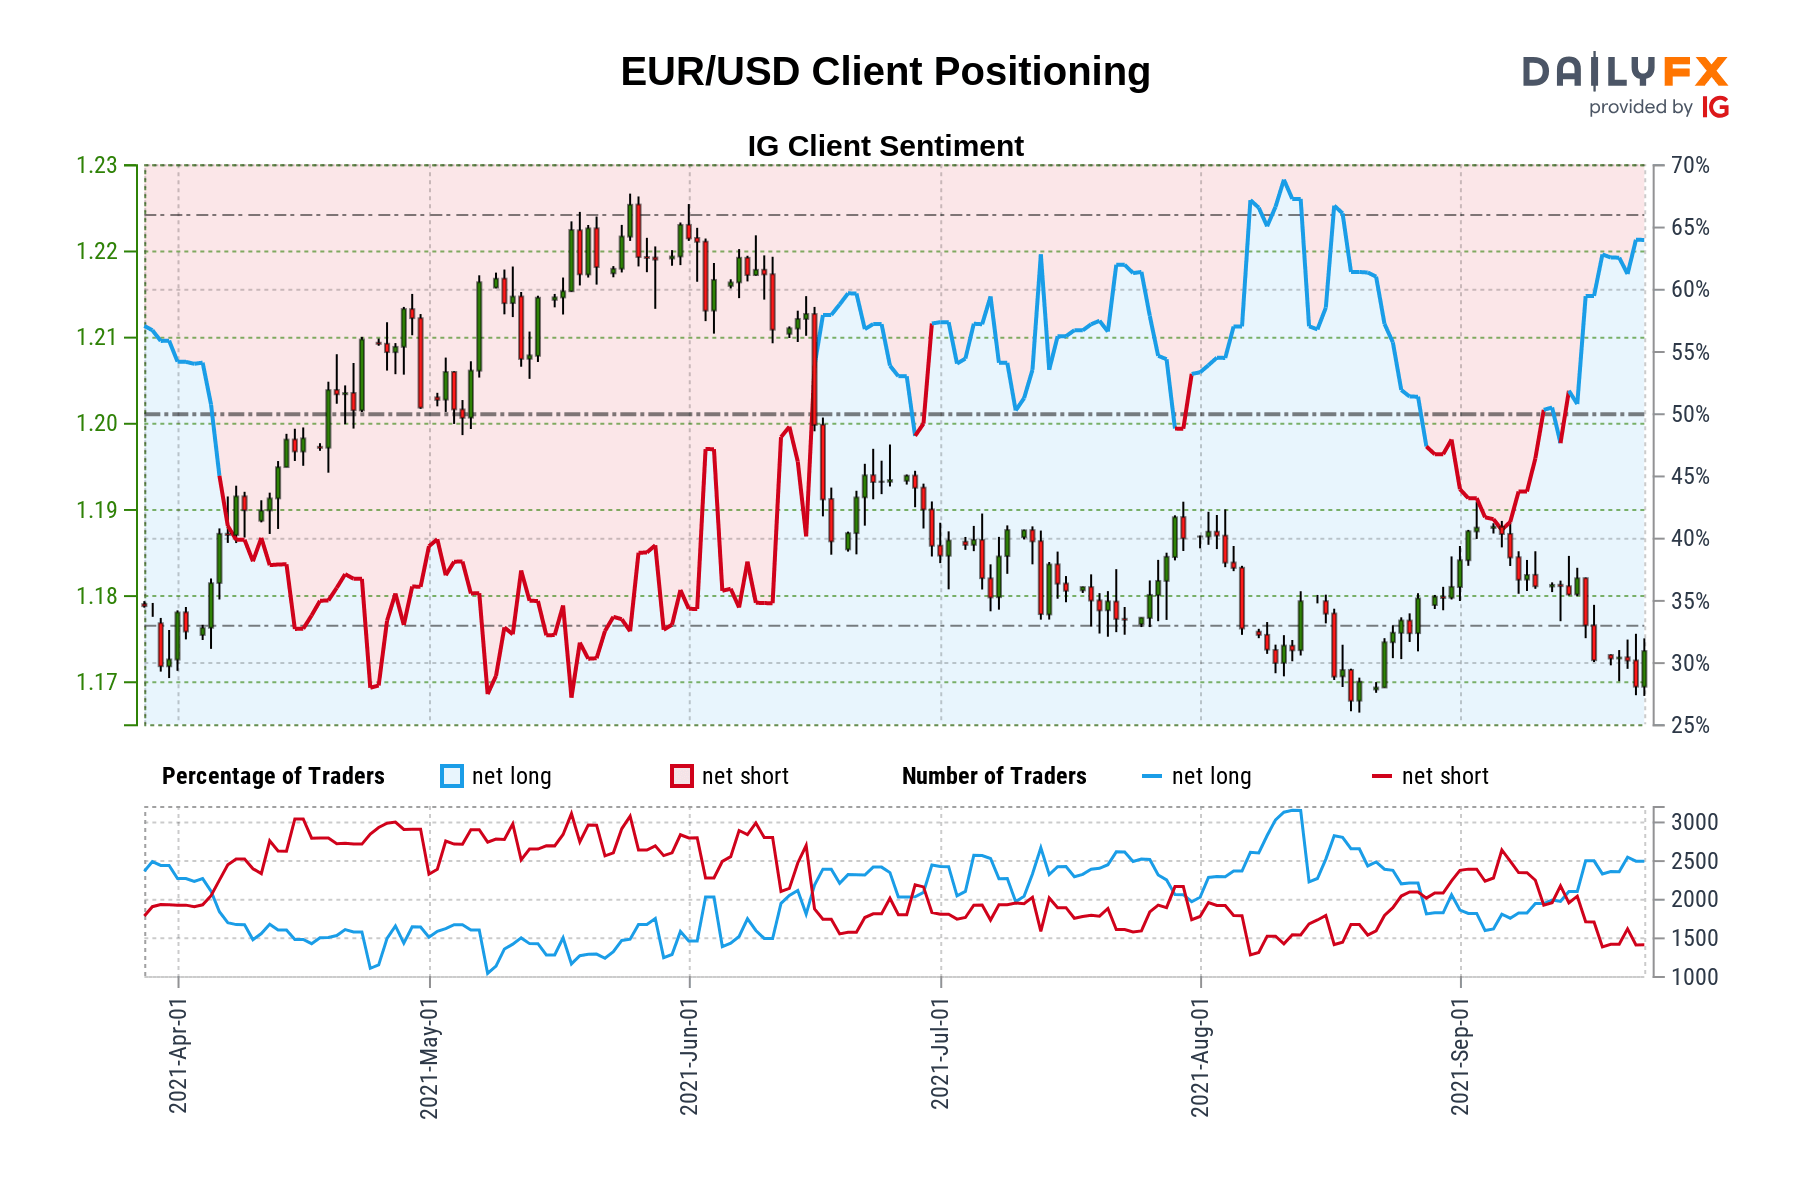 EUR/USD Client Positioning
DAILYFX
provided by IG
IG Client Sentiment
1.23
1.22
1.21
1.20
1.19
1.18
1.17
70%
65%
60%
55%
50%
45%
40%
35%
30%
25%
Percentage of Traders net long net short Number of Traders net long net short
3000
2500
2000
1500
1000
2021-Apr-01
2021-May-01
2021-Jun-01
2021-Jul-01
2021-Aug-01
2021-Sep-01